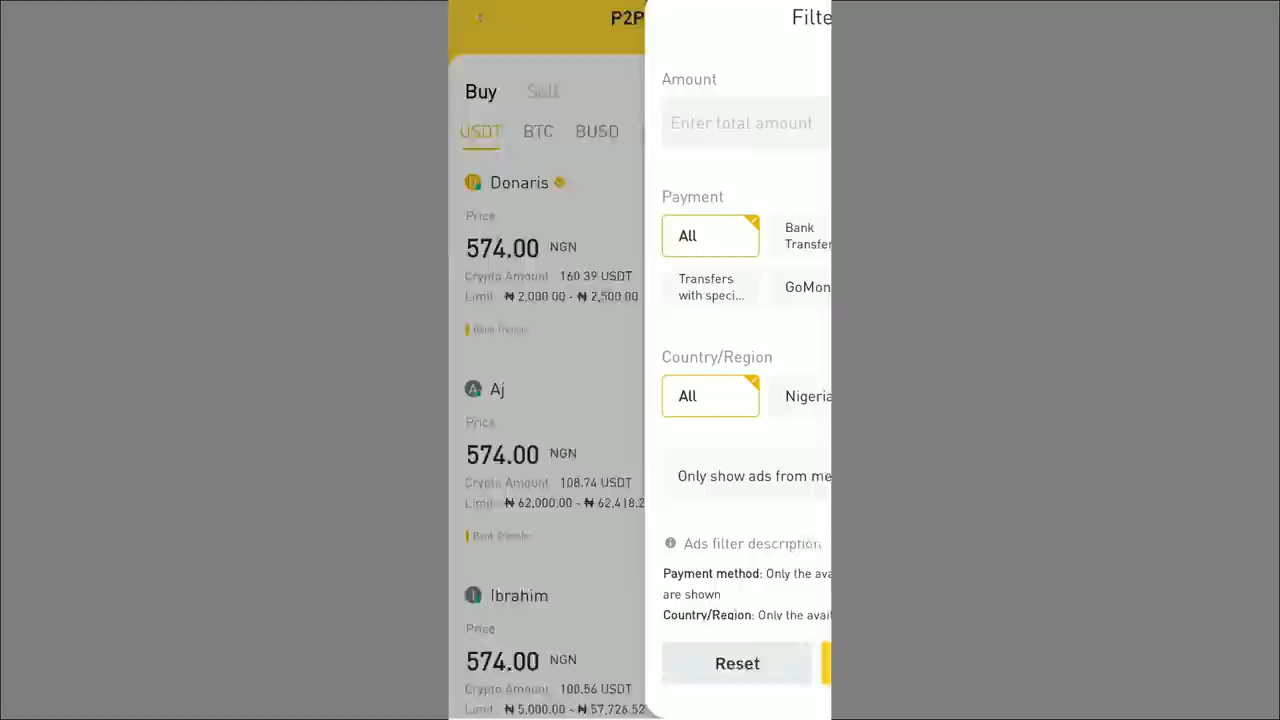 P2P
Buy Sell
USDT BTC BUSD
Donaris
Price
574.00 NGN
Crypto Amount 160.39 USDT
Limit ₦ 2,000.00 - ₦ 2,500.00
Bank Transfer
Aj
Price
574.00 NGN
Crypto Amount 108.74 USDT
Limit ₦ 62,000.00 - ₦ 62,418.2
Bank Transfer
Ibrahim
Price
574.00 NGN
Crypto Amount 100.56 USDT
Limit ₦ 5,000.00 - ₦ 57,726.52
Filte
Amount
Enter total amount
Payment
All
Bank
Transfer
Transfers
with speci...
GoMon
Country/Region
All Nigeria
Only show ads from me
Ads filter description
Payment method: Only the ava
are shown
Country/Region: Only the avail
Reset